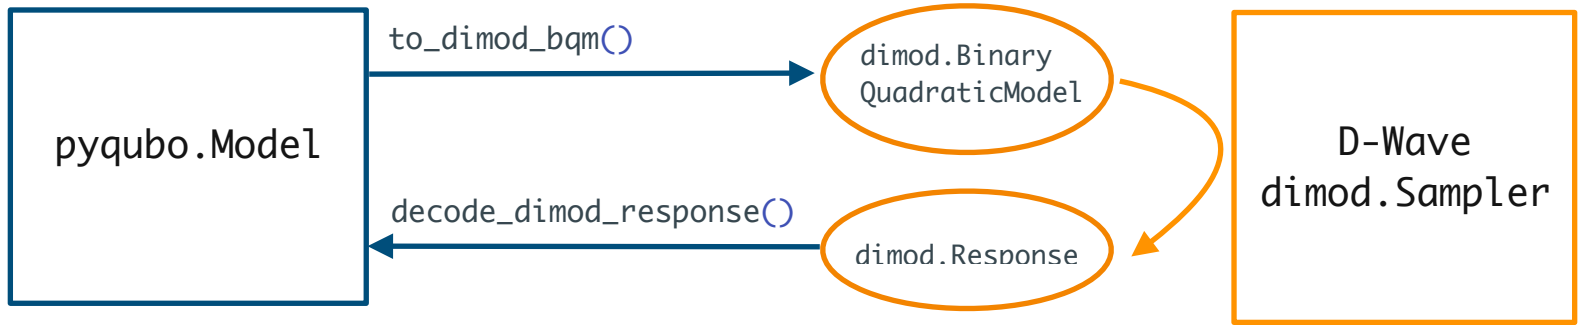 to_dimod_bqm()
dimod.Binary
QuadraticModel
pyqubo.Model
D-Wave
dimod.Sampler
decode_dimod_response()
dimod.Response